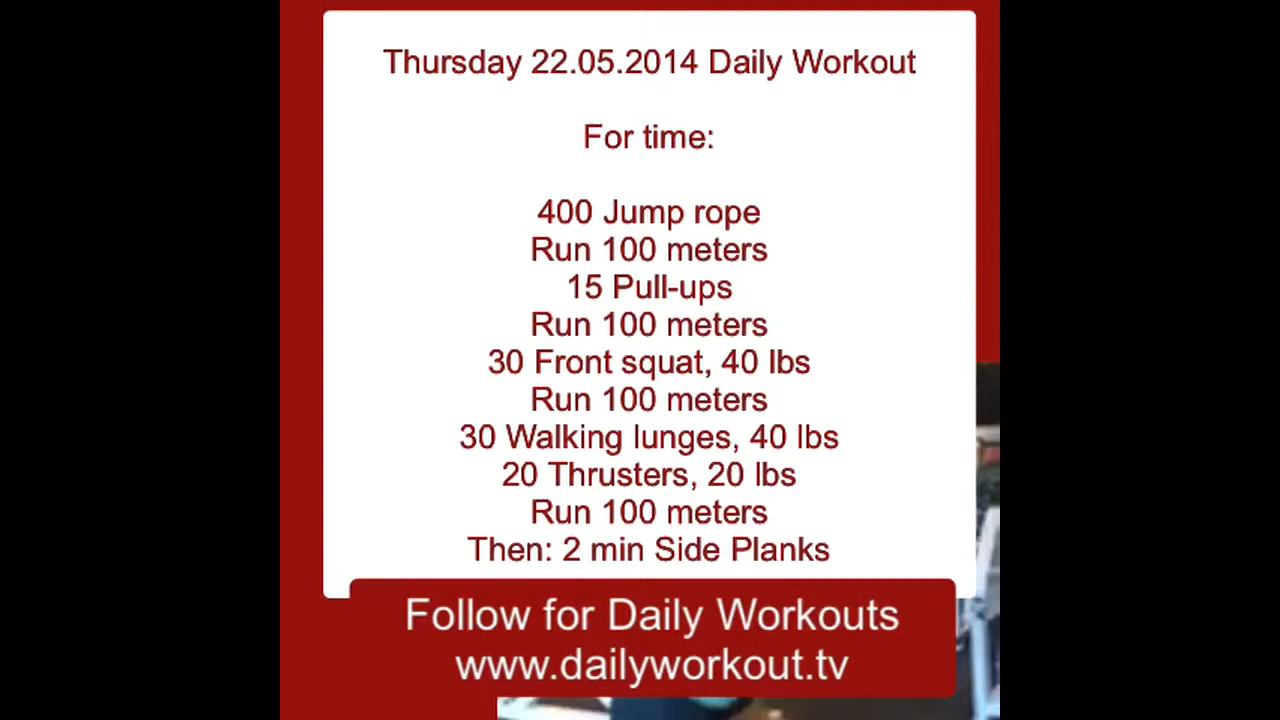 Thursday 22.05.2014 Daily Workout
For time:
400 Jump rope
Run 100 meters
15 Pull-ups
Run 100 meters
30 Front squat, 40 lbs
Run 100 meters
30 Walking lunges, 40 lbs
20 Thrusters, 20 lbs
Run 100 meters
Then: 2 min Side Planks
Follow for Daily Workouts
www.dailyworkout.tv